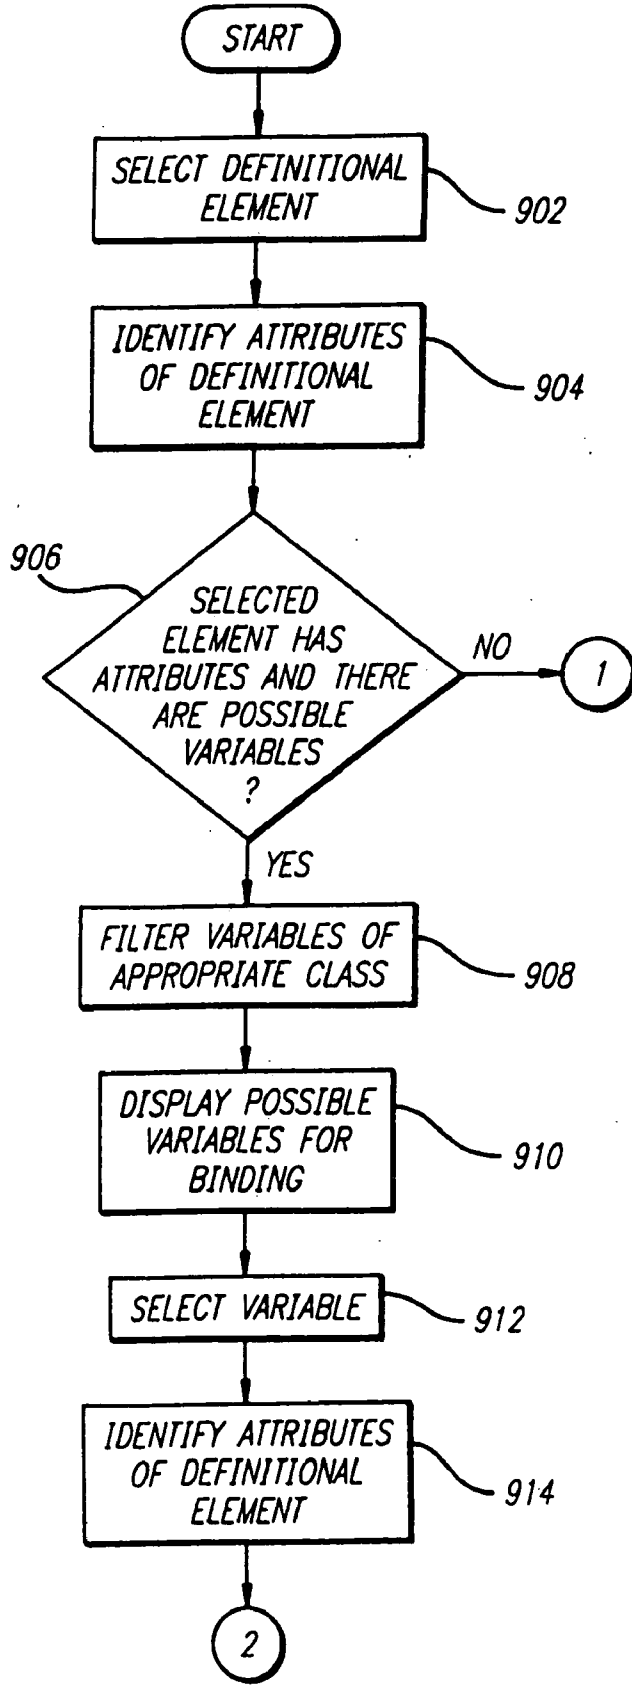 START
SELECT DEFINITIONAL
ELEMENT
902
IDENTIFY ATTRIBUTES
OF DEFINITIONAL
ELEMENT
904
906
SELECTED
ELEMENT HAS
ATTRIBUTES AND THERE
ARE POSSIBLE
VARIABLES
?
NO
1
YES
FILTER VARIABLES OF
APPROPRIATE CLASS
908
DISPLAY POSSIBLE
VARIABLES FOR
BINDING
910
SELECT VARIABLE
912
IDENTIFY ATTRIBUTES
OF DEFINITIONAL
ELEMENT
914
2